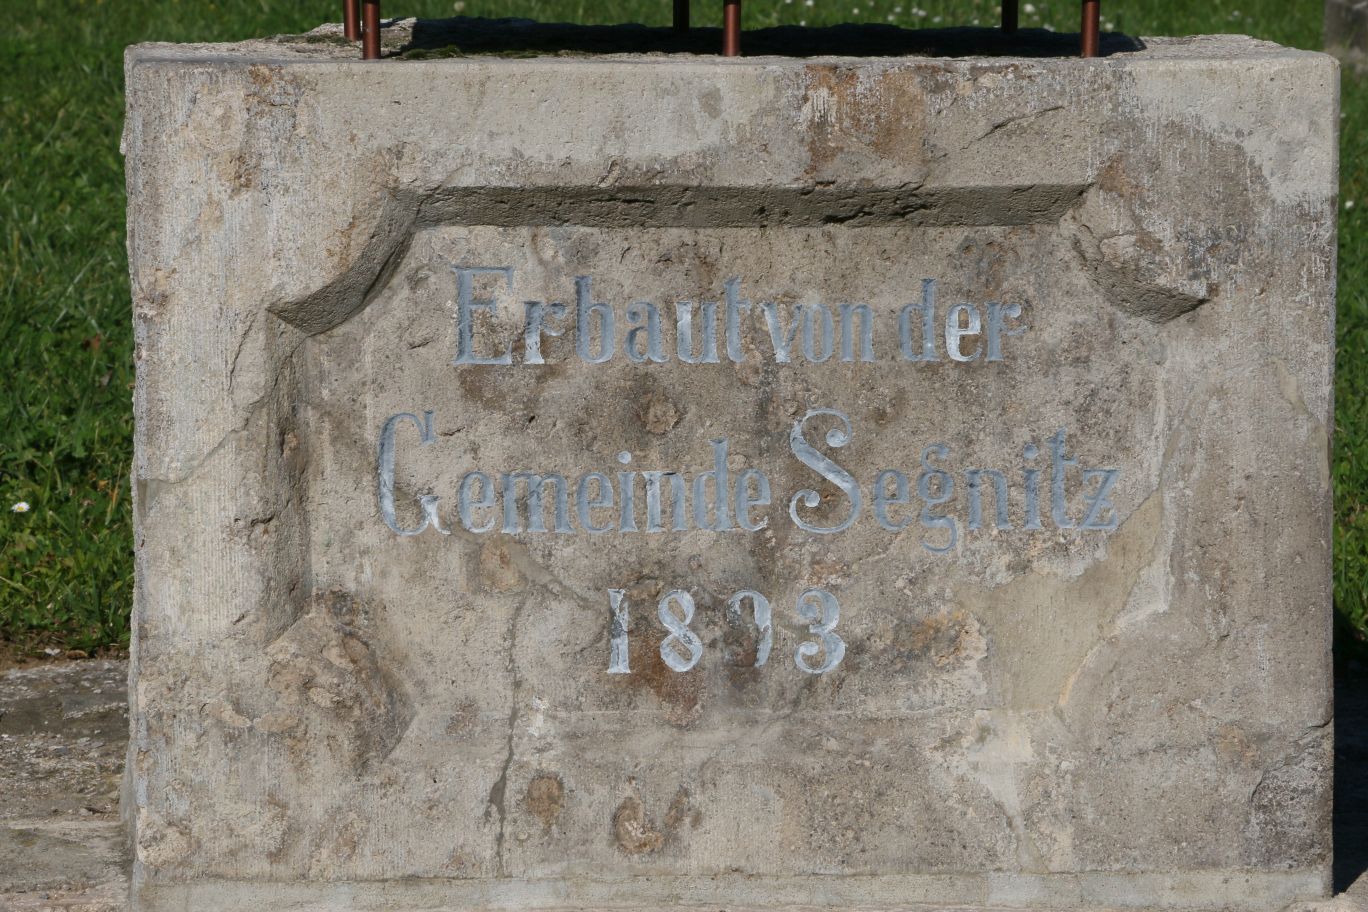 Erbaut von der
Gemeinde Segnitz
1893